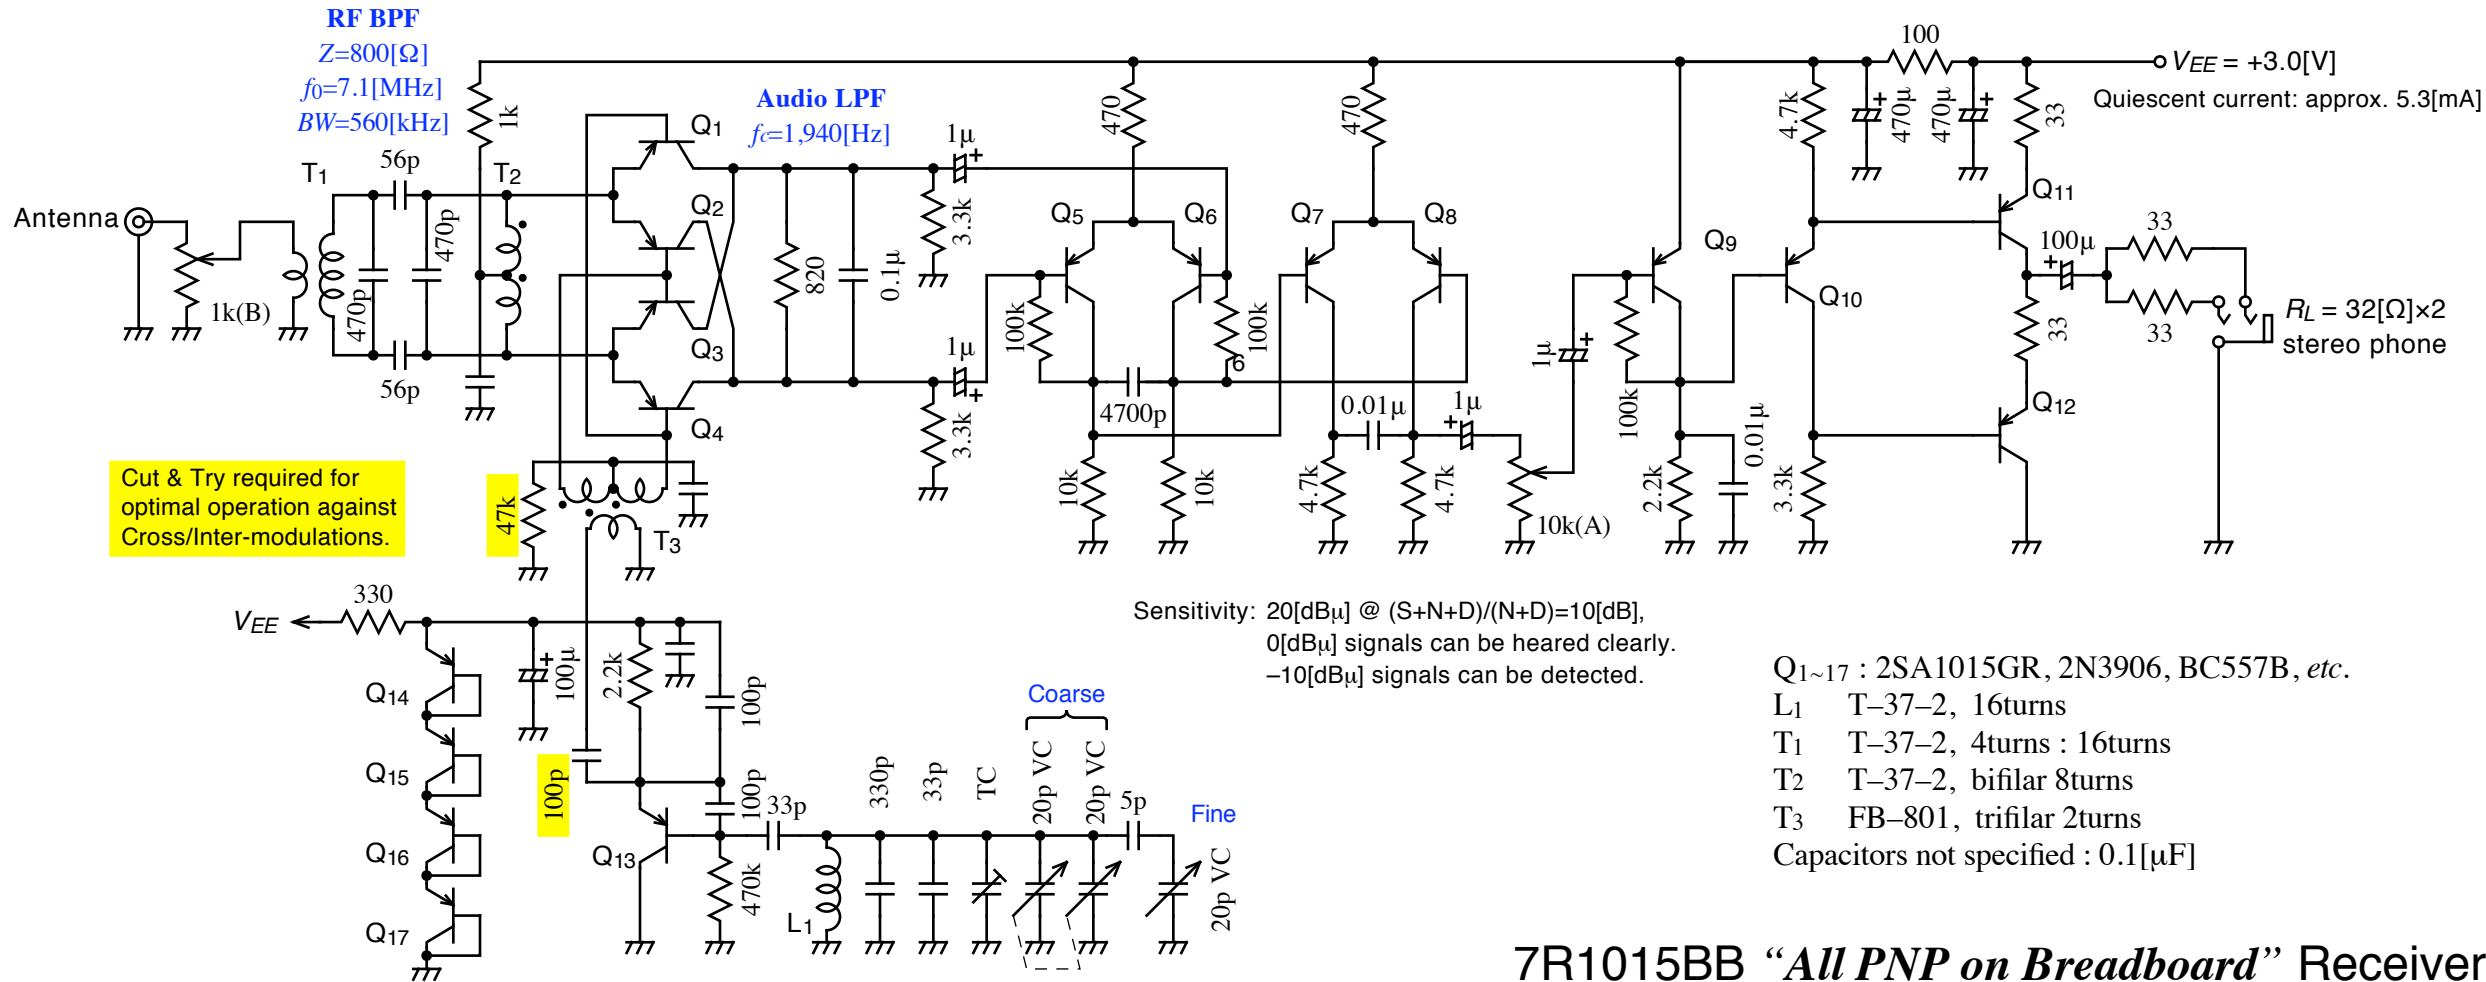 RF BPF
Z=800[Ω]
f0=7.1[MHz]
BW=560[kHz]
Audio LPF
fc=1,940[Hz]
100
VEE = +3.0[V]
Quiescent current: approx. 5.3[mA]
1k
470
470
4.7k
470µ
470µ
33
Q1
1µ
+
+
+
56p
T1
T2
Q11
Antenna
470p
Q2
3.3k
Q5
Q6
Q7
Q8
Q9
33
100µ
+
820
0.1µ
470p
1k(B)
Q10
RL = 32[Ω]×2
stereo phone
33
33
Q3
100k
6
100k
1µ
+
56p
1µ
+
4700p
0.01µ
1µ
+
100k
Q12
Q4
3.3k
0.01µ
Cut & Try required for
optimal operation against
Cross/Inter-modulations.
47k
10k
10k
4.7k
4.7k
10k(A)
2.2k
3.3k
T3
330
VEE
Sensitivity: 20[dBµ] @ (S+N+D)/(N+D)=10[dB],
0[dBµ] signals can be heared clearly.
–10[dBµ] signals can be detected.
+
100µ
2.2k
100p
Q14
Coarse
Q1~17 : 2SA1015GR, 2N3906, BC557B, etc.
L1 T–37–2, 16turns
T1 T–37–2, 4turns : 16turns
T2 T–37–2, bifilar 8turns
T3 FB–801, trifilar 2turns
Capacitors not specified : 0.1[µF]
Q15
100p
100p
33p
330p
33p
TC
20p VC
20p VC
5p
Fine
Q16
Q13
470k
L1
20p VC
Q17
7R1015BB “All PNP on Breadboard” Receiver